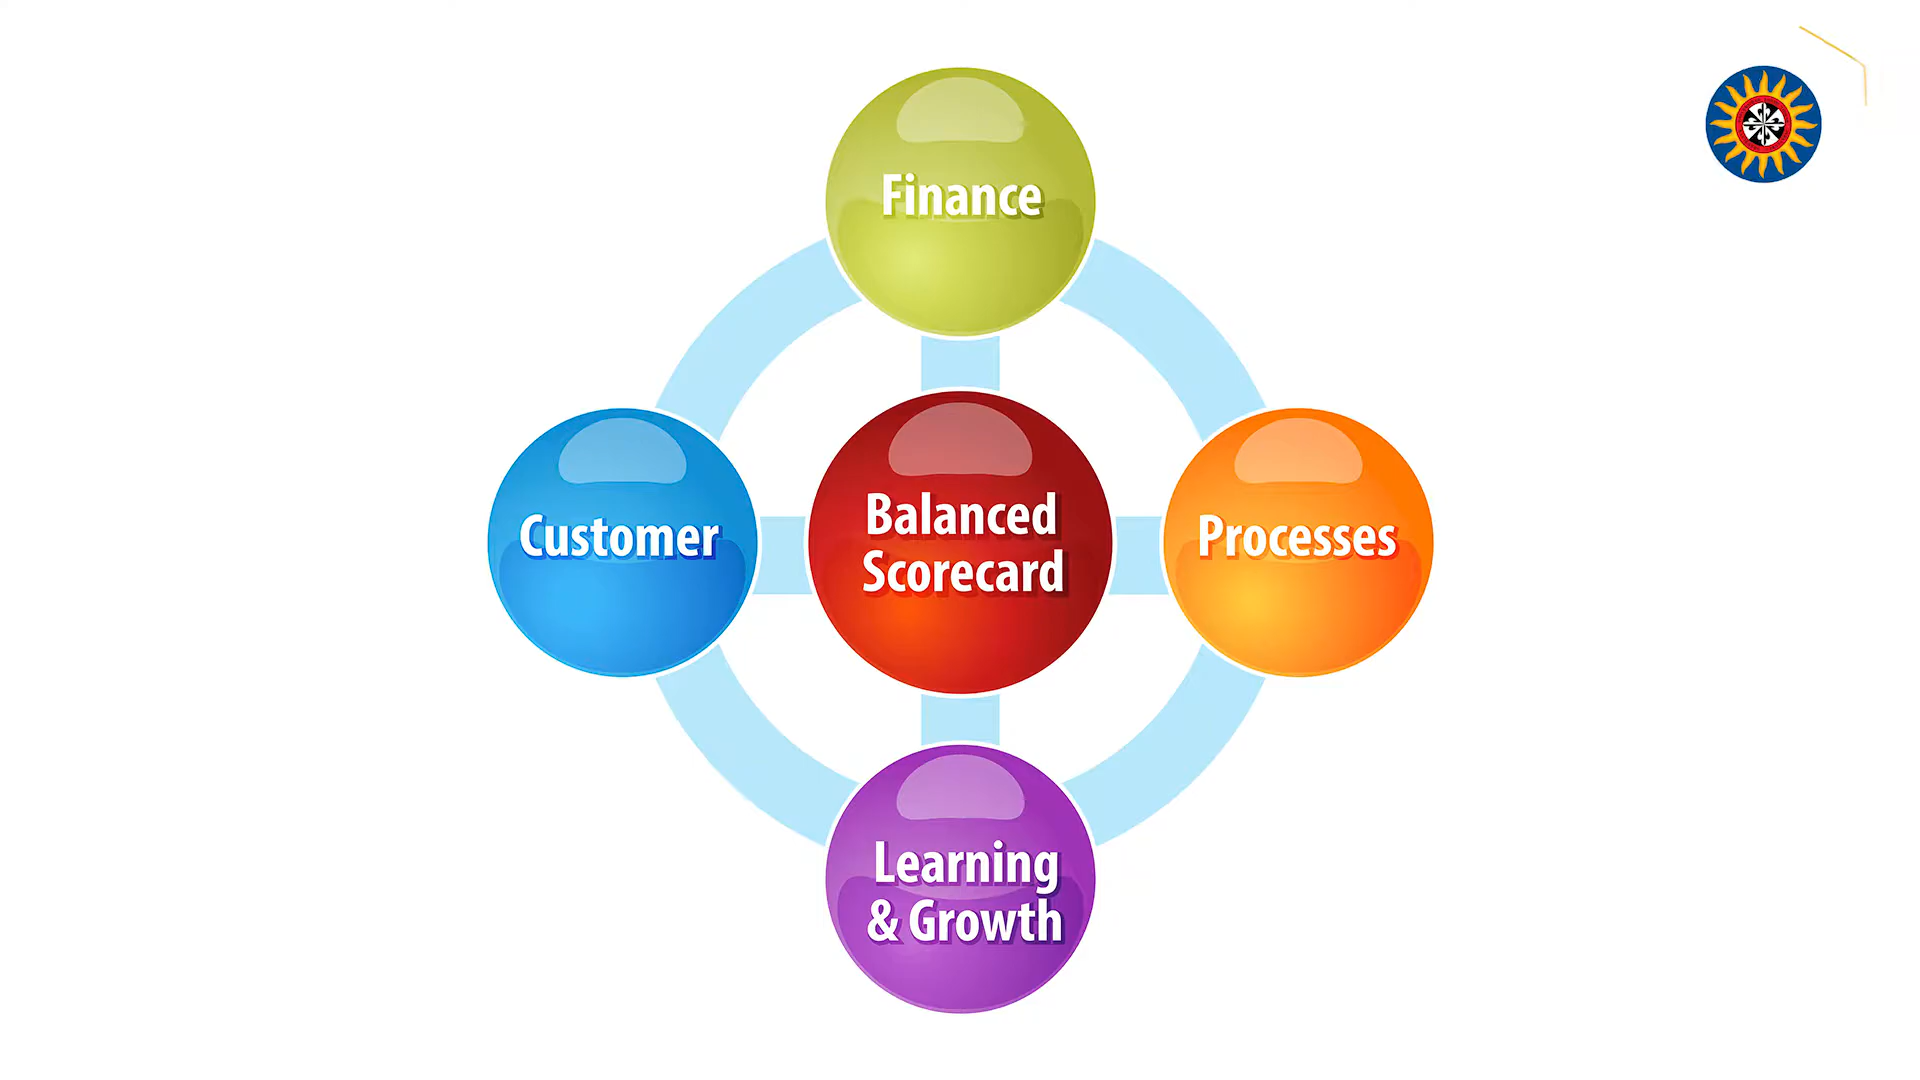 Finance
Customer
Balanced
Scorecard
Processes
Learning
& Growth